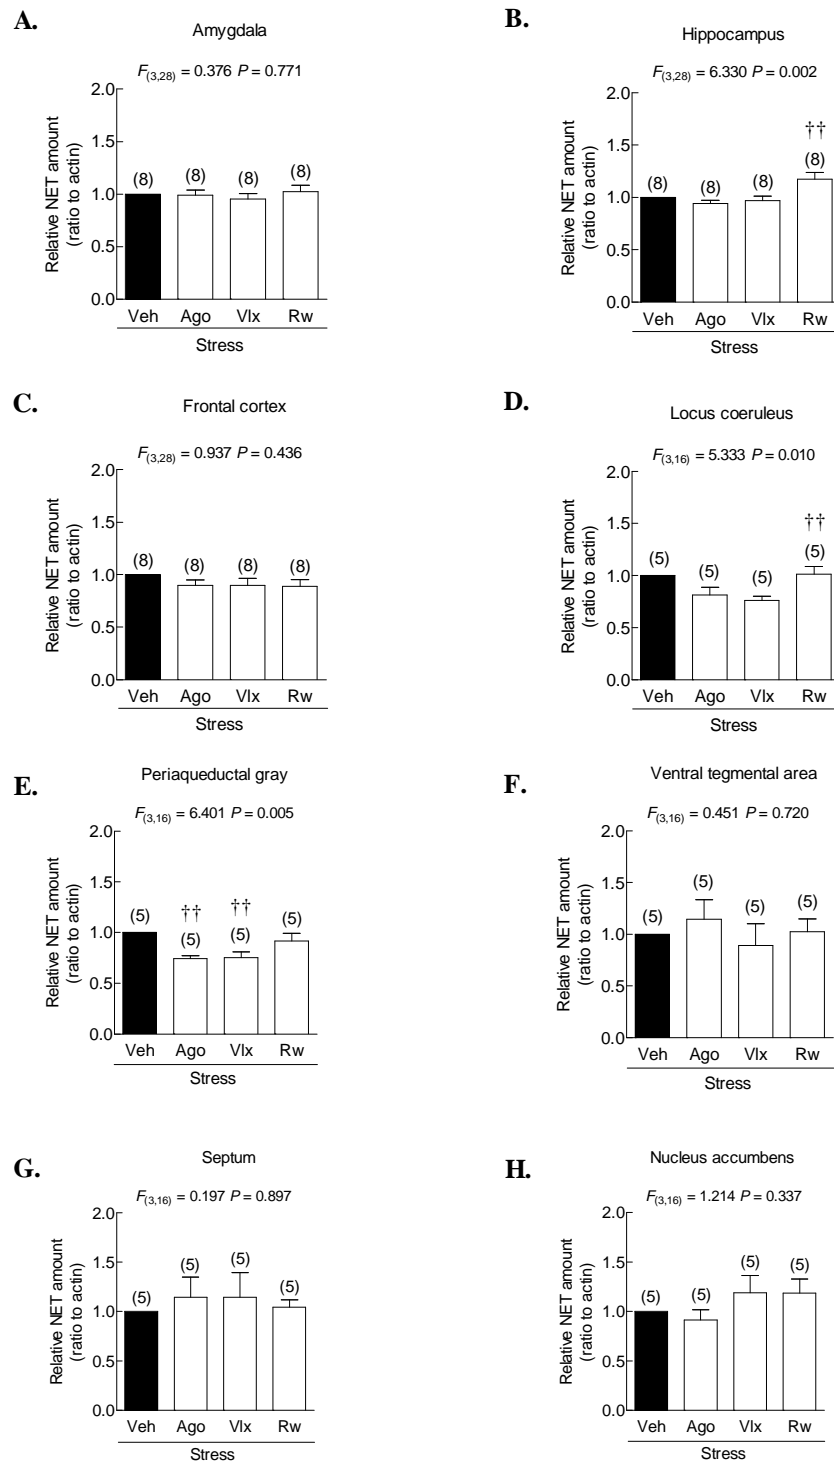 A.
Amygdala
F(3,28) = 0.376 P = 0.771
Relative NET amount
(ratio to actin)
2.0
1.5
1.0
0.5
0.0
(8) (8) (8) (8)
Veh Ago Vlx Rw
Stress
B.
Hippocampus
F(3,28) = 6.330 P = 0.002
Relative NET amount
(ratio to actin)
2.0
1.5
1.0
0.5
0.0
††
(8) (8) (8) (8)
Veh Ago Vlx Rw
Stress
C.
Frontal cortex
F(3,28) = 0.937 P = 0.436
Relative NET amount
(ratio to actin)
2.0
1.5
1.0
0.5
0.0
(8) (8) (8) (8)
Veh Ago Vlx Rw
Stress
D.
Locus coeruleus
F(3,16) = 5.333 P = 0.010
Relative NET amount
(ratio to actin)
2.0
1.5
1.0
0.5
0.0
††
(5) (5) (5) (5)
Veh Ago Vlx Rw
Stress
E.
Periaqueductal gray
F(3,16) = 6.401 P = 0.005
Relative NET amount
(ratio to actin)
2.0
1.5
1.0
0.5
0.0
†† ††
(5) (5) (5) (5)
Veh Ago Vlx Rw
Stress
F.
Ventral tegmental area
F(3,16) = 0.451 P = 0.720
Relative NET amount
(ratio to actin)
2.0
1.5
1.0
0.5
0.0
(5) (5) (5) (5)
Veh Ago Vlx Rw
Stress
G.
Septum
F(3,16) = 0.197 P = 0.897
Relative NET amount
(ratio to actin)
2.0
1.5
1.0
0.5
0.0
(5) (5) (5) (5)
Veh Ago Vlx Rw
Stress
H.
Nucleus accumbens
F(3,16) = 1.214 P = 0.337
Relative NET amount
(ratio to actin)
2.0
1.5
1.0
0.5
0.0
(5) (5) (5) (5)
Veh Ago Vlx Rw
Stress